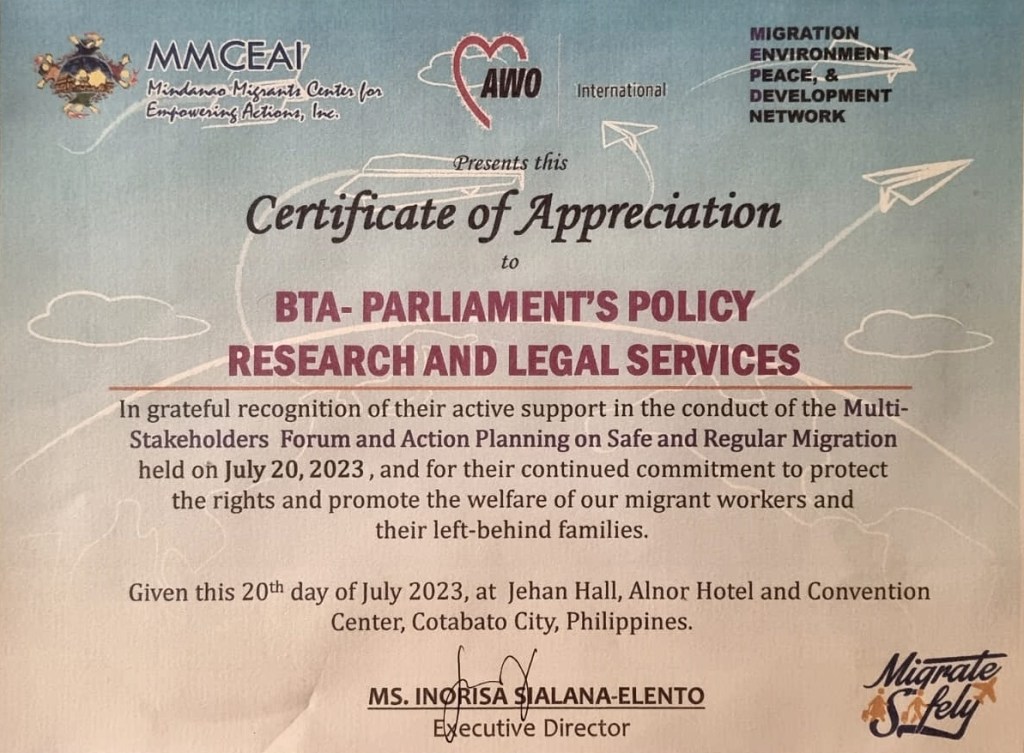 MMCEAI
Mindanao Migrants Center for
Empowering Actions, Inc.
AWO
International
MIGRATION
ENVIRONMENT
PEACE, &
DEVELOPMENT
NETWORK
Presents this
Certificate of Appreciation
to
BTA- PARLIAMENT'S POLICY
RESEARCH AND LEGAL SERVICES
In grateful recognition of their active support in the conduct of the Multi-
Stakeholders Forum and Action Planning on Safe and Regular Migration
held on July 20, 2023, and for their continued commitment to protect
the rights and promote the welfare of our migrant workers and
their left-behind families.
Given this 20th day of July 2023, at Jehan Hall, Alnor Hotel and Convention
Center, Cotabato City, Philippines.
MS. INORISA SIALANA-ELENTO
Executive Director
Migrate
Safely